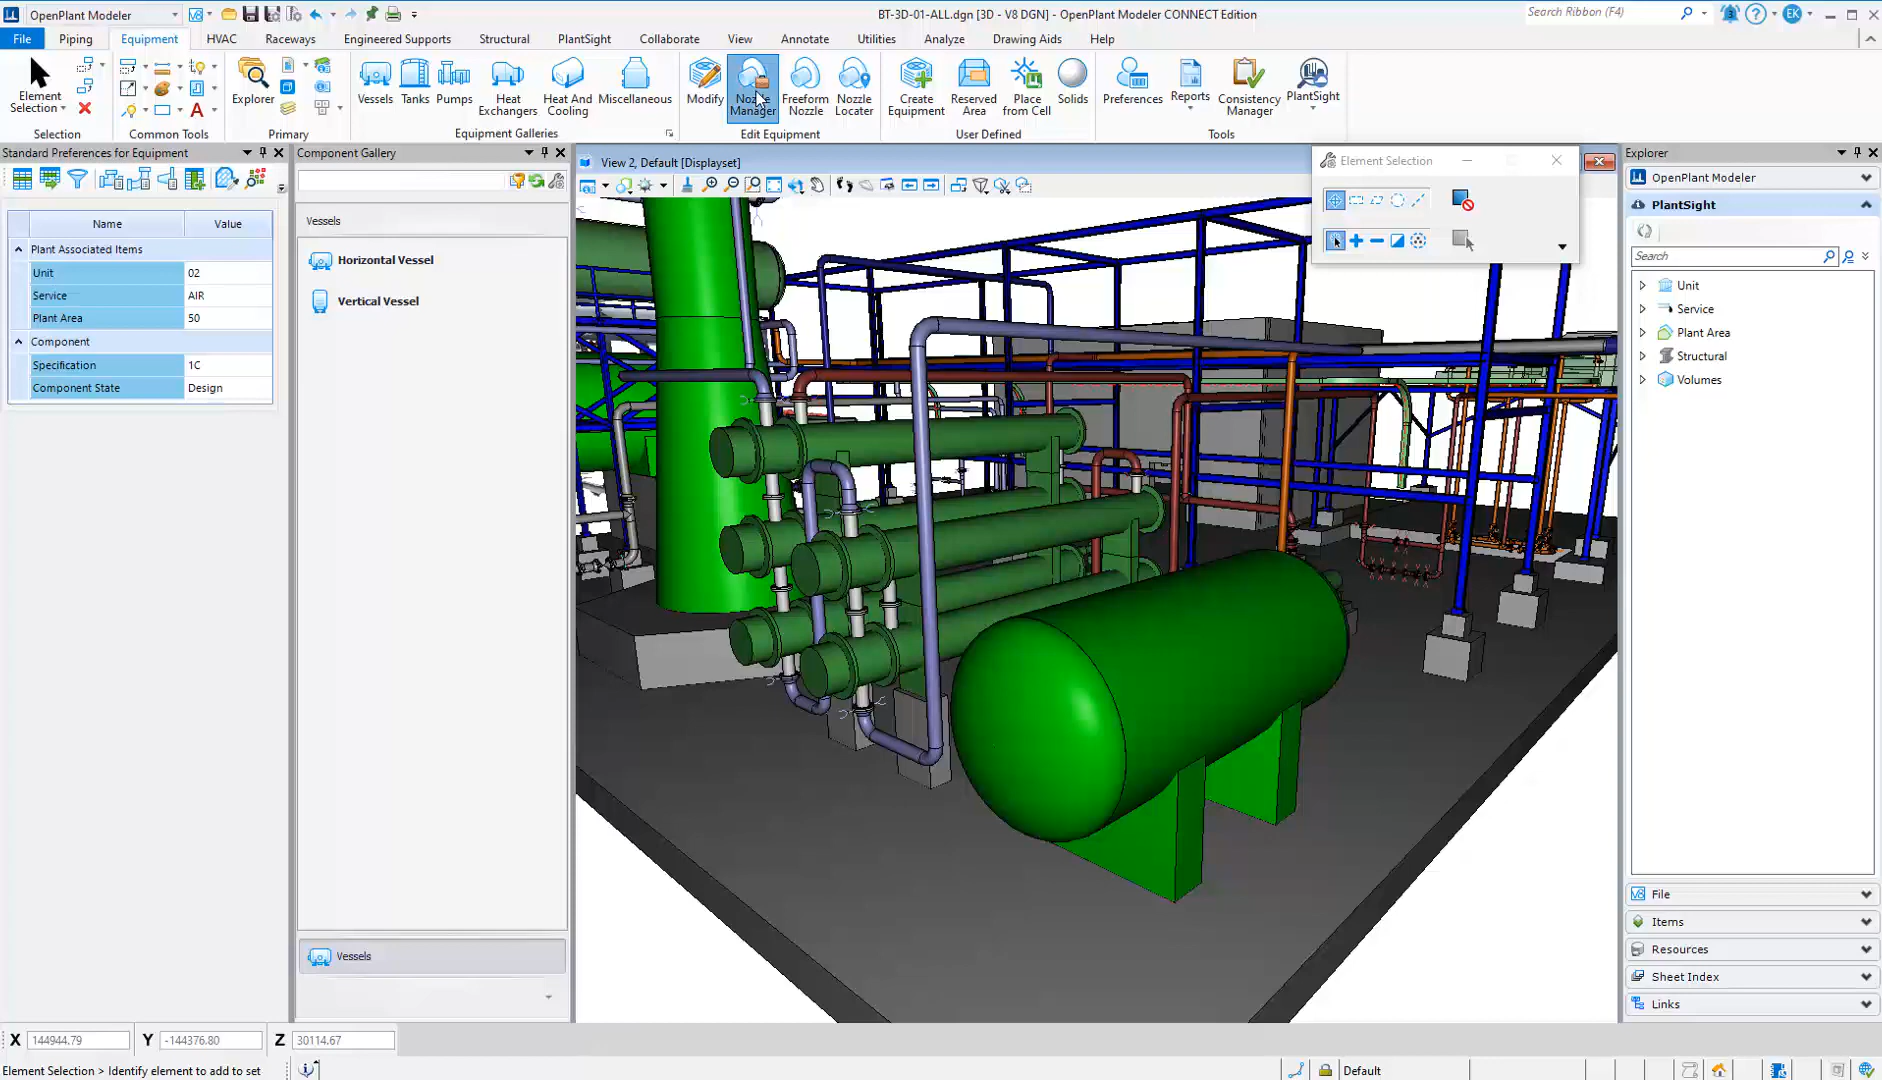 OpenPlant Modeler
BT-3D-01-ALL.dgn [3D - V8 DGN] - OpenPlant Modeler CONNECT Edition
Search Ribbon (F4)
3
EK
File Piping Equipment HVAC Raceways Engineered Supports Structural PlantSight Collaborate View Annotate Utilities Analyze Drawing Aids Help
Element Selection
Explorer
Vessels Tanks Pumps Heat Exchangers Heat And Cooling Miscellaneous
Modify Nozzle Manager Freeform Nozzle Nozzle Locater
Create Equipment Reserved Area Place from Cell Solids
Preferences Reports Consistency Manager PlantSight
Selection Common Tools Primary Equipment Galleries Edit Equipment User Defined Tools
Standard Preferences for Equipment
Name Value
Plant Associated Items
Unit 02
Service AIR
Plant Area 50
Component
Specification 1C
Component State Design
Component Gallery
Vessels
Horizontal Vessel
Vertical Vessel
Vessels
View 2, Default [Displayset]
Element Selection
Explorer
OpenPlant Modeler
PlantSight
Search
Unit
Service
Plant Area
Structural
Volumes
File
Items
Resources
Sheet Index
Links
X 144944.79 Y -144376.80 Z 30114.67
Element Selection > Identify element to add to set
Default